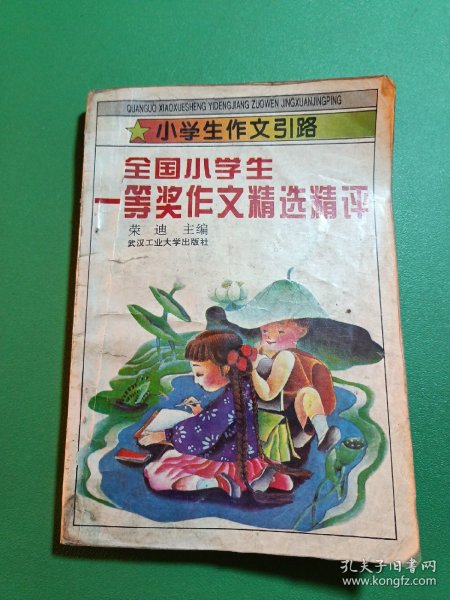 QUANGUO XIAOXUESHENG YIDENGJIANG ZUOWEN JINGXUANJINGPING
小学生作文引路
全国小学生
一等奖作文精选精评
荣迪 主编
武汉工业大学出版社
孔夫子旧书网
www.kongfz.com